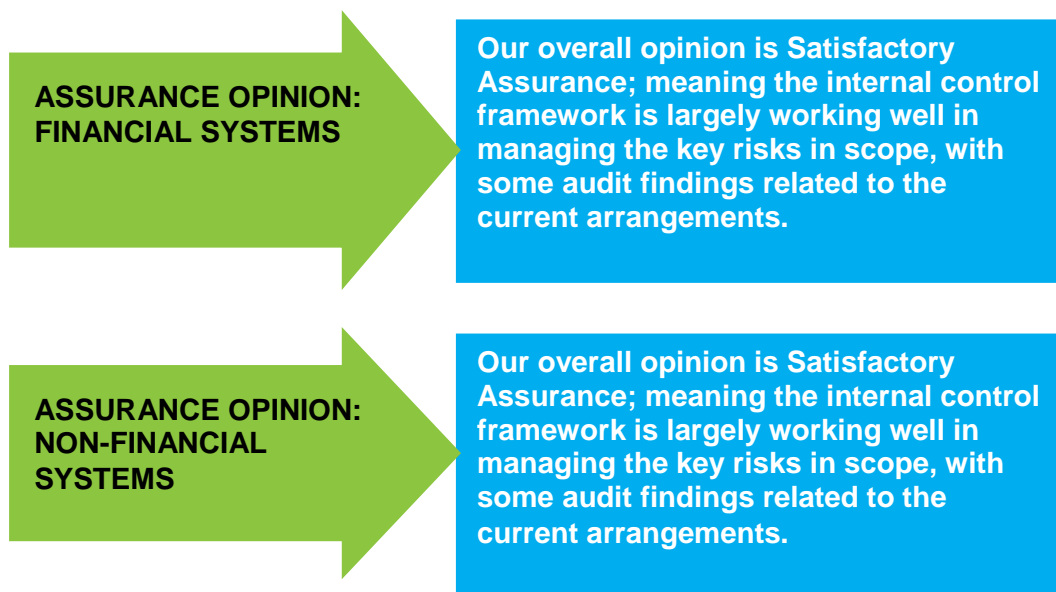 ASSURANCE OPINION:
FINANCIAL SYSTEMS
Our overall opinion is Satisfactory
Assurance; meaning the internal control
framework is largely working well in
managing the key risks in scope, with
some audit findings related to the
current arrangements.
ASSURANCE OPINION:
NON-FINANCIAL
SYSTEMS
Our overall opinion is Satisfactory
Assurance; meaning the internal control
framework is largely working well in
managing the key risks in scope, with
some audit findings related to the
current arrangements.